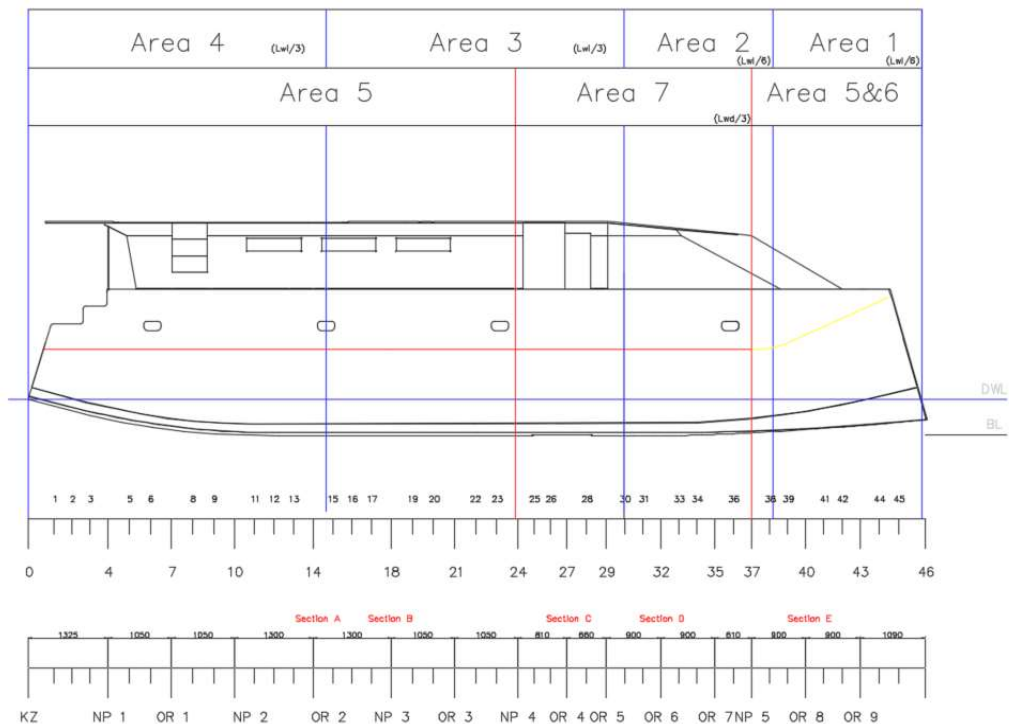 Area 4 (Lwl/3) Area 3 (Lwl/3) Area 2 (Lwl/6) Area 1 (Lwl/6)
Area 5 Area 7 (Lwd/3) Area 5&6
DWL
BL
1 2 3 5 6 8 9 11 12 13 15 16 17 19 20 22 23 25 26 28 30 31 33 34 36 38 39 41 42 44 45
0 4 7 10 14 18 21 24 27 29 32 35 37 40 43 46
Section A Section B Section C Section D Section E
1325 1050 1050 1300 1300 1050 1050 810 660 900 900 610 900 900 1090
KZ NP 1 OR 1 NP 2 OR 2 NP 3 OR 3 NP 4 OR 4 OR 5 OR 6 OR 7 NP 5 OR 8 OR 9